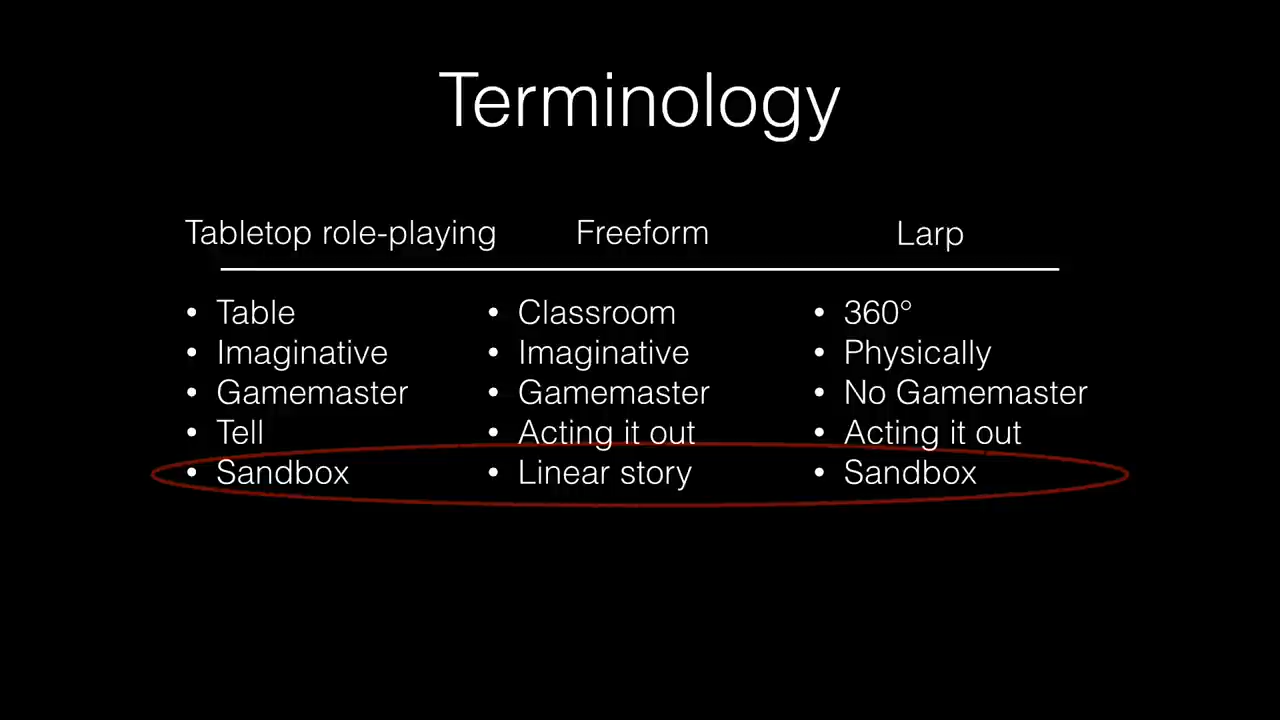 Terminology
Tabletop role-playing
Freeform
Larp
• Table
• Imaginative
• Gamemaster
• Tell
• Sandbox
• Classroom
• Imaginative
• Gamemaster
• Acting it out
• Linear story
• 360°
• Physically
• No Gamemaster
• Acting it out
• Sandbox